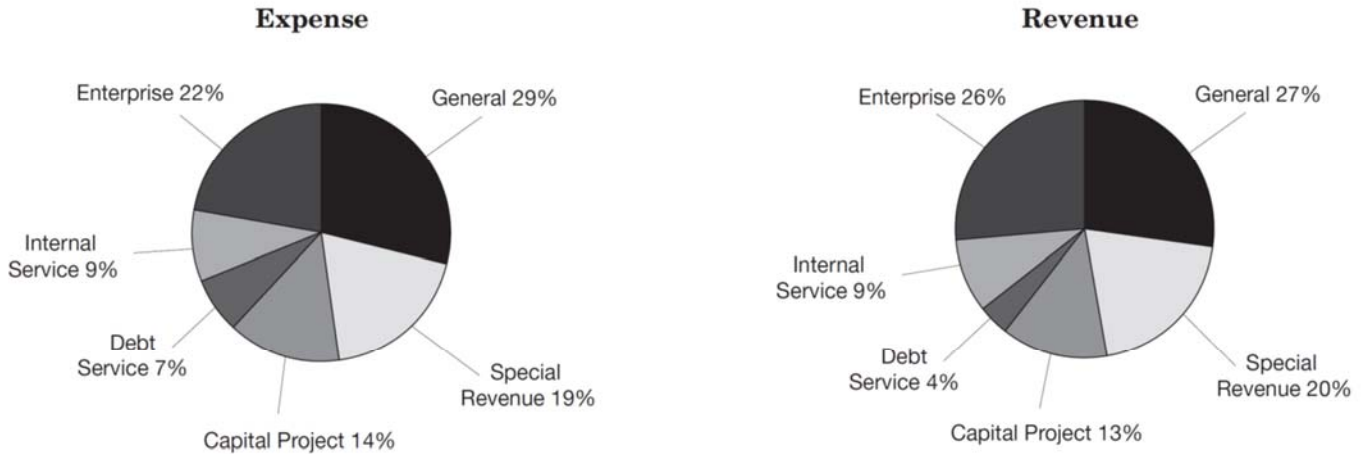 Expense
Enterprise 22%
General 29%
Internal
Service 9%
Debt
Service 7%
Special
Revenue 19%
Capital Project 14%
Revenue
Enterprise 26%
General 27%
Internal
Service 9%
Debt
Service 4%
Special
Revenue 20%
Capital Project 13%